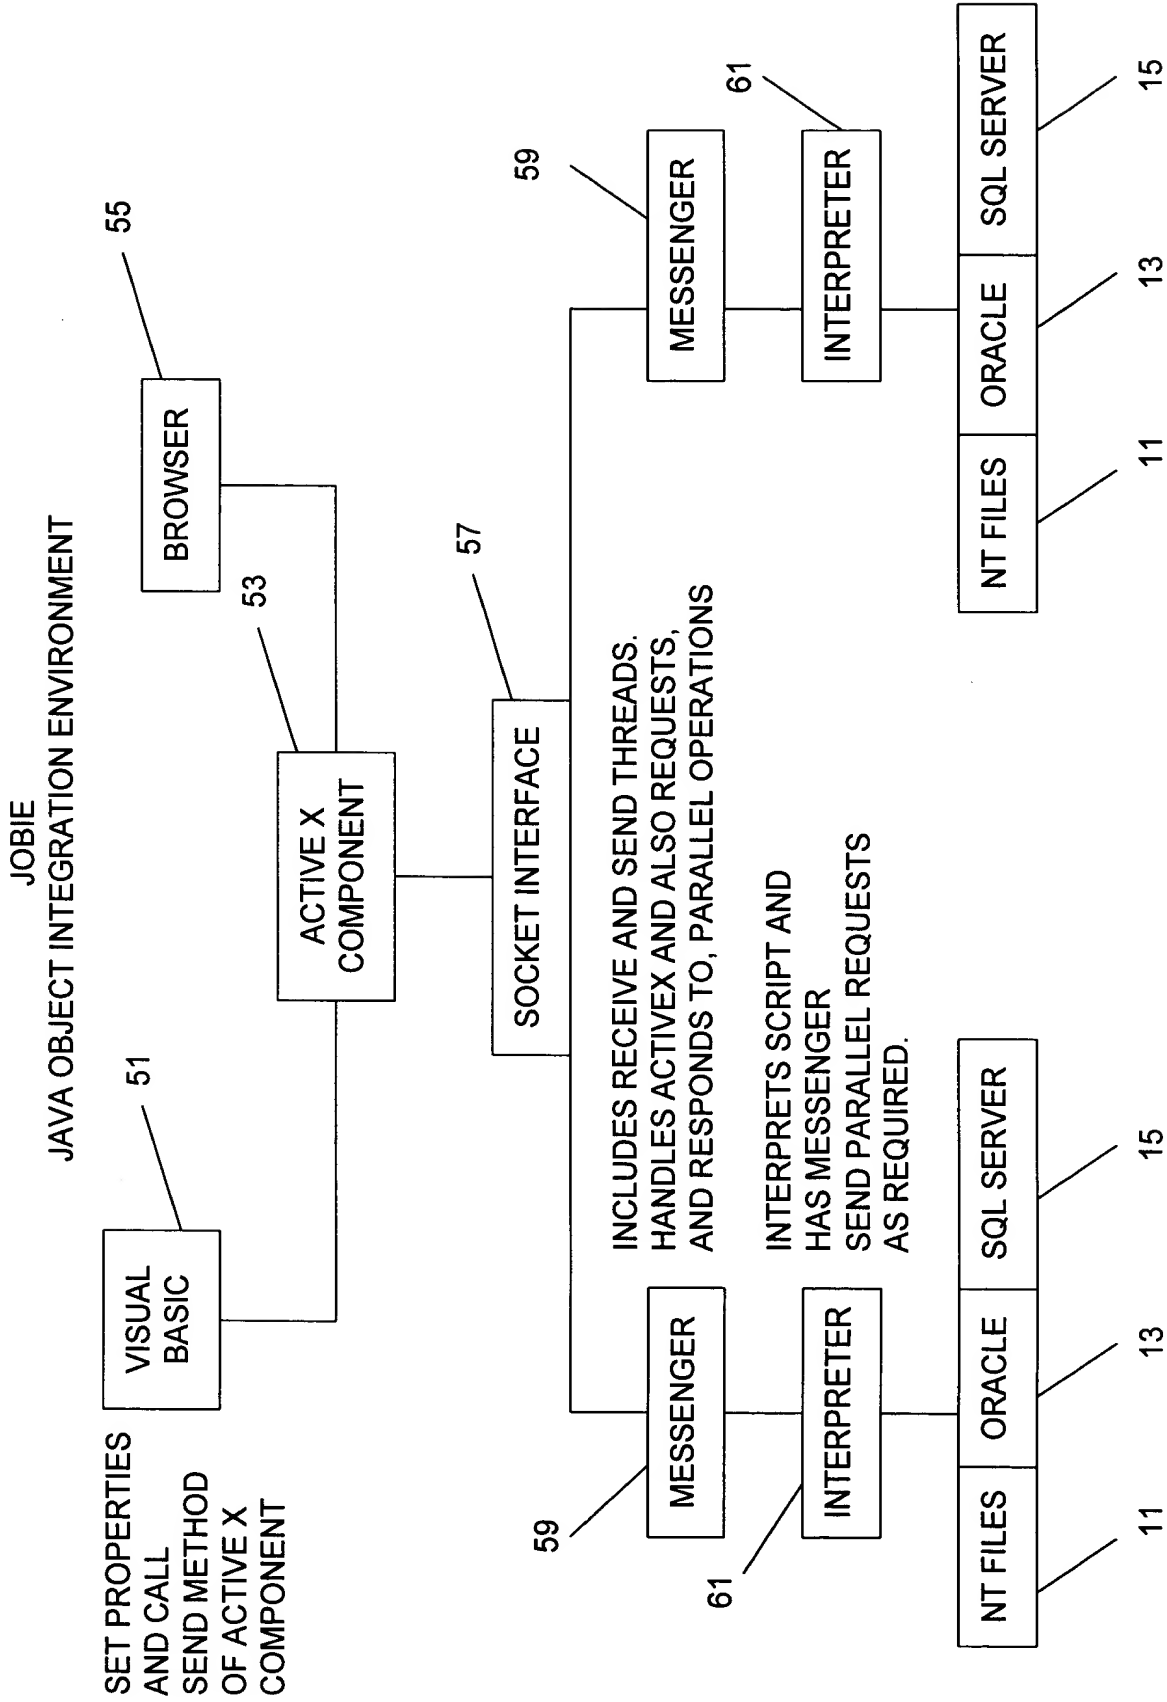 JOBIE
JAVA OBJECT INTEGRATION ENVIRONMENT
SET PROPERTIES
AND CALL
SEND METHOD
OF ACTIVE X
COMPONENT
VISUAL
BASIC
51
BROWSER
55
ACTIVE X
COMPONENT
53
SOCKET INTERFACE
57
59
MESSENGER
INCLUDES RECEIVE AND SEND THREADS.
HANDLES ACTIVEX AND ALSO REQUESTS,
AND RESPONDS TO, PARALLEL OPERATIONS
MESSENGER
59
61
INTERPRETER
INTERPRETS SCRIPT AND
HAS MESSENGER
SEND PARALLEL REQUESTS
AS REQUIRED.
INTERPRETER
61
NT FILES
ORACLE
SQL SERVER
11
13
15
NT FILES
ORACLE
SQL SERVER
11
13
15